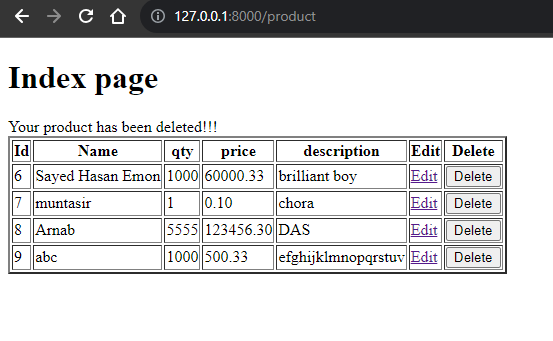 127.0.0.1:8000/product
Index page
Your product has been deleted!!!
Id Name qty price description Edit Delete
6 Sayed Hasan Emon 1000 60000.33 brilliant boy Edit Delete
7 muntasir 1 0.10 chora Edit Delete
8 Arnab 5555 123456.30 DAS Edit Delete
9 abc 1000 500.33 efghijklmnopqrstuv Edit Delete